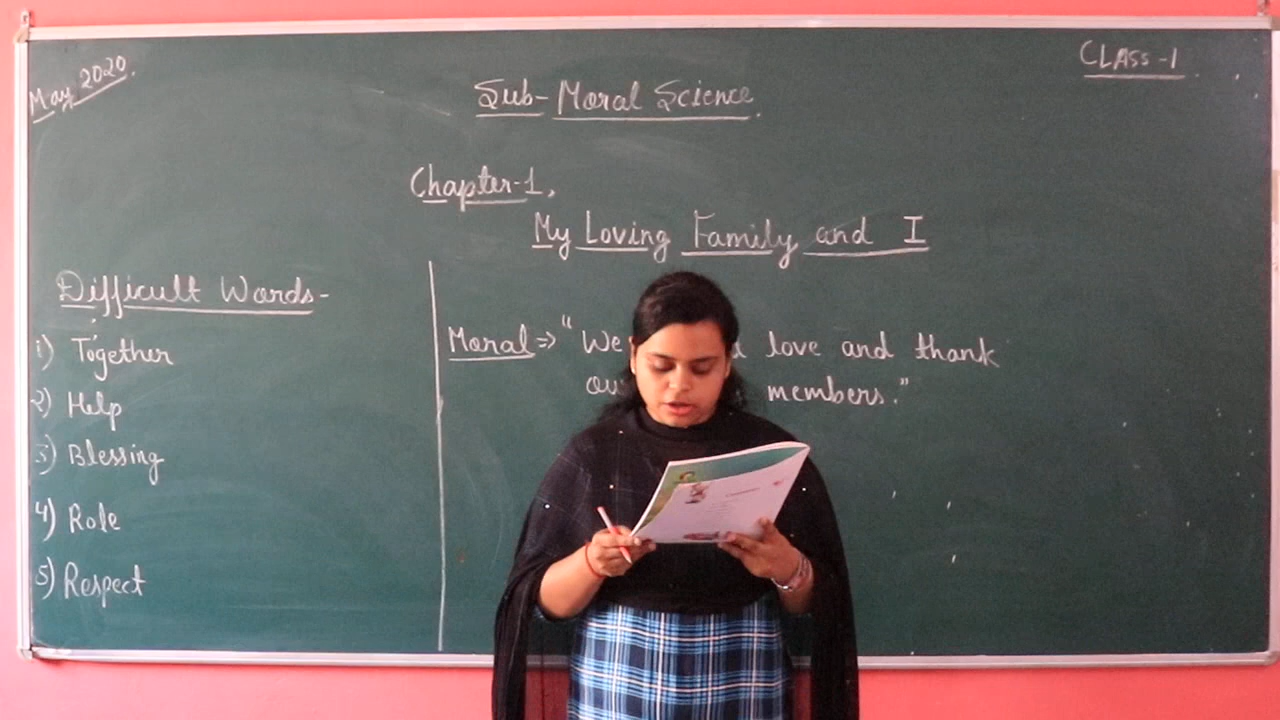 May 2020.
CLASS-1
Sub- Moral Science.
Chapter-1,
My Loving Family and I
Difficult Words-
1) Together
2) Help
3) Blessing
4) Role
5) Respect
Moral => "We love and thank
members."